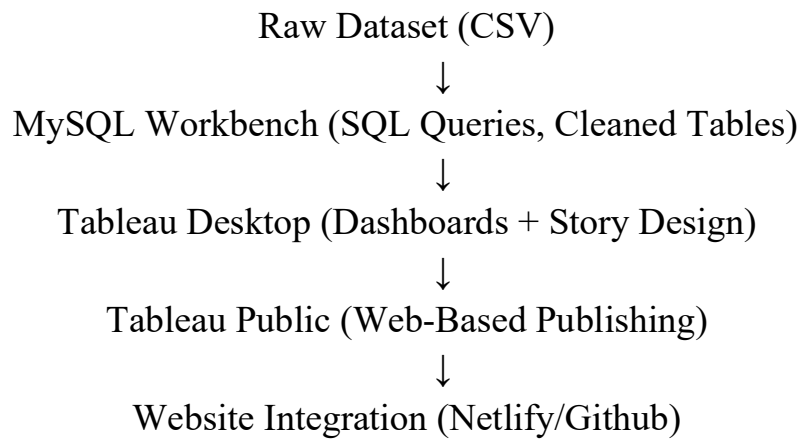 Raw Dataset (CSV)
↓
MySQL Workbench (SQL Queries, Cleaned Tables)
↓
Tableau Desktop (Dashboards + Story Design)
↓
Tableau Public (Web-Based Publishing)
↓
Website Integration (Netlify/Github)